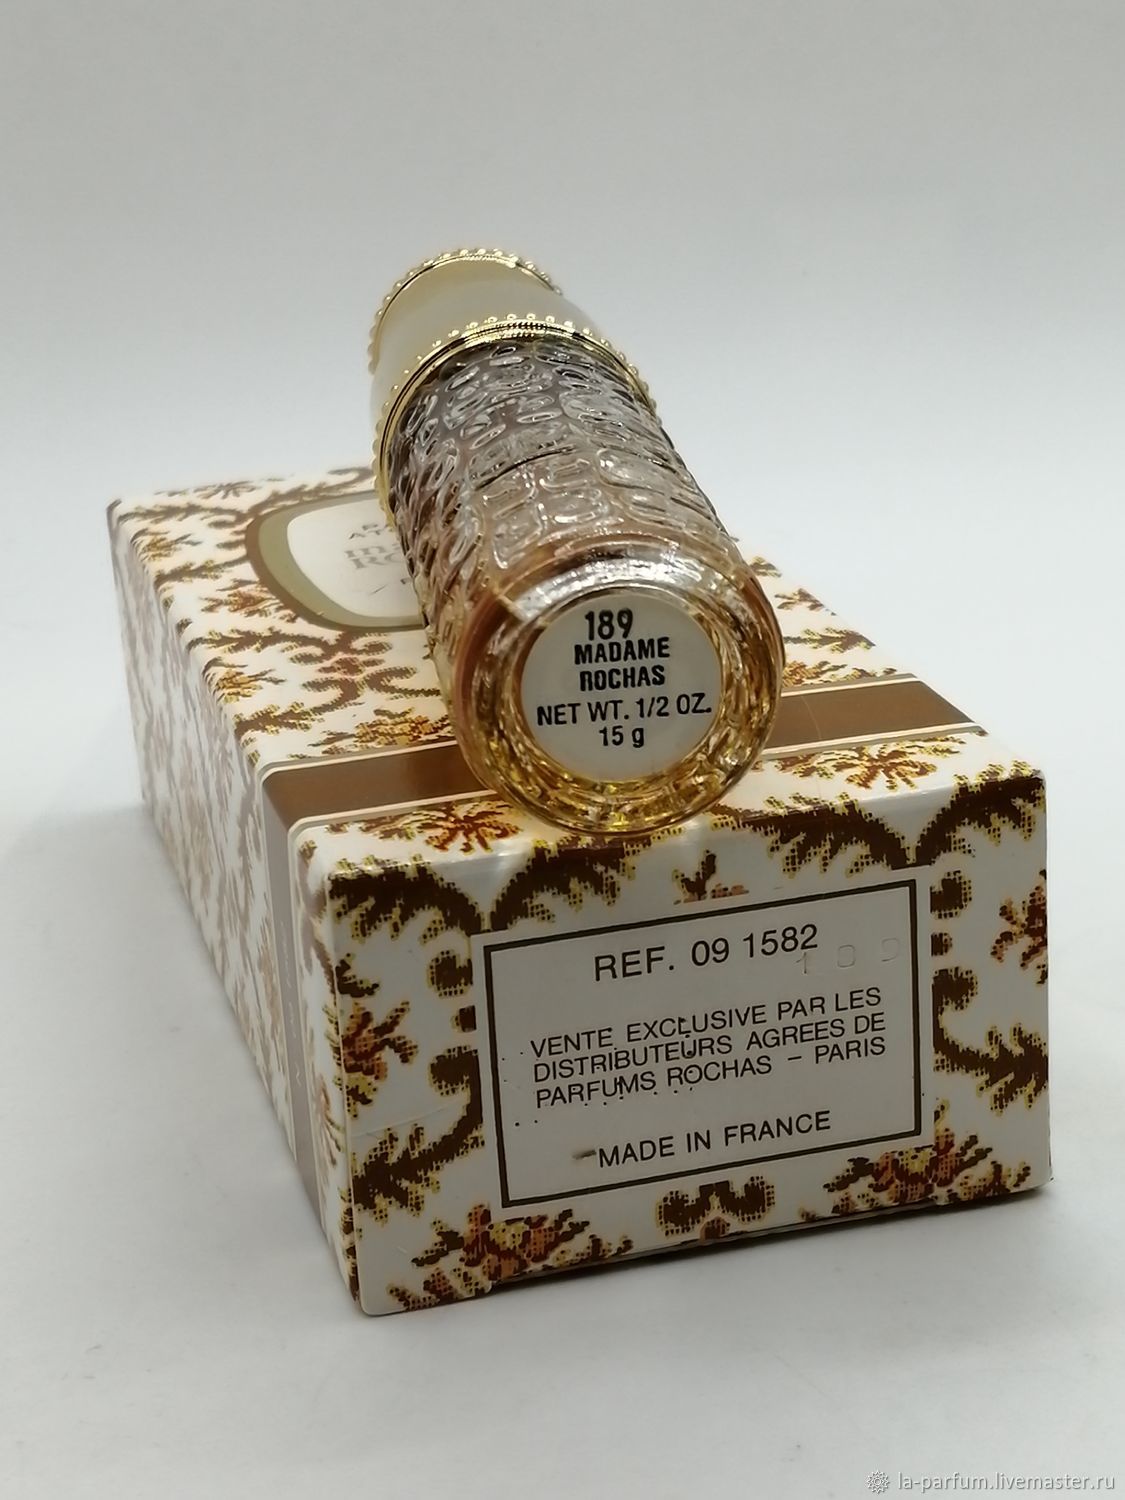 189
MADAME
ROCHAS
NET WT. 1/2 OZ.
15 g
REF. 09 1582
VENTE EXCLUSIVE PAR LES
DISTRIBUTEURS AGREES DE
PARFUMS ROCHAS – PARIS
MADE IN FRANCE
la-parfum.livemaster.ru